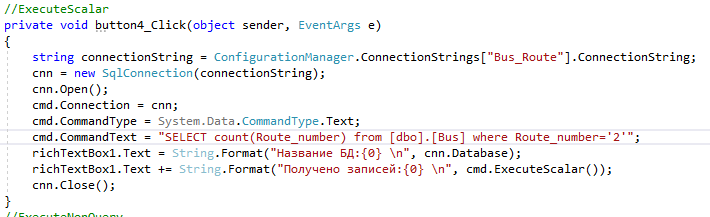 //ExecuteScalar
private void button4_Click(object sender, EventArgs e)
{
string connectionString = ConfigurationManager.ConnectionStrings["Bus_Route"].ConnectionString;
cnn = new SqlConnection(connectionString);
cnn.Open();
cmd.Connection = cnn;
cmd.CommandType = System.Data.CommandType.Text;
cmd.CommandText = "SELECT count(Route_number) from [dbo].[Bus] where Route_number='2'";
richTextBox1.Text = String.Format("Название БД:{0} \n", cnn.Database);
richTextBox1.Text += String.Format("Получено записей:{0} \n", cmd.ExecuteScalar());
cnn.Close();
}
//ExecuteNonQuery